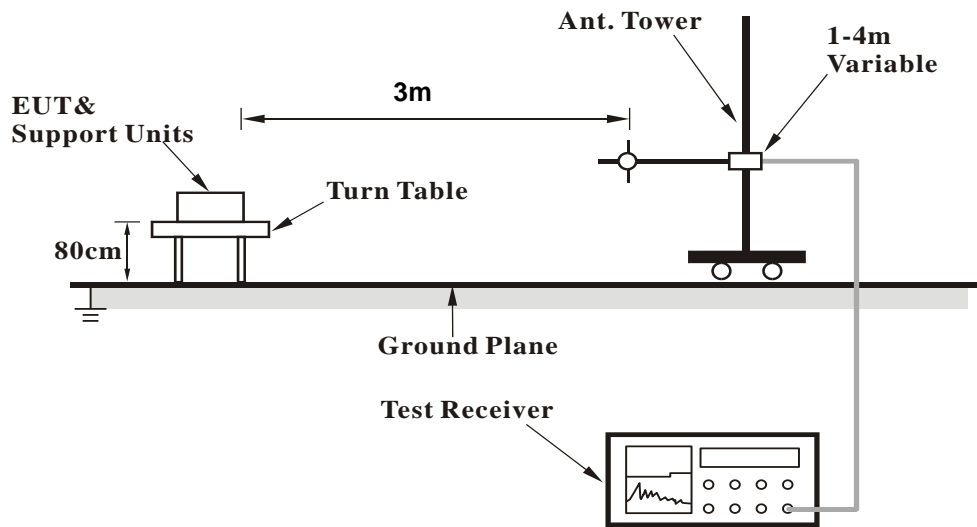 Ant. Tower
1-4m
Variable
3m
EUT&
Support Units
Turn Table
80cm
Ground Plane
Test Receiver